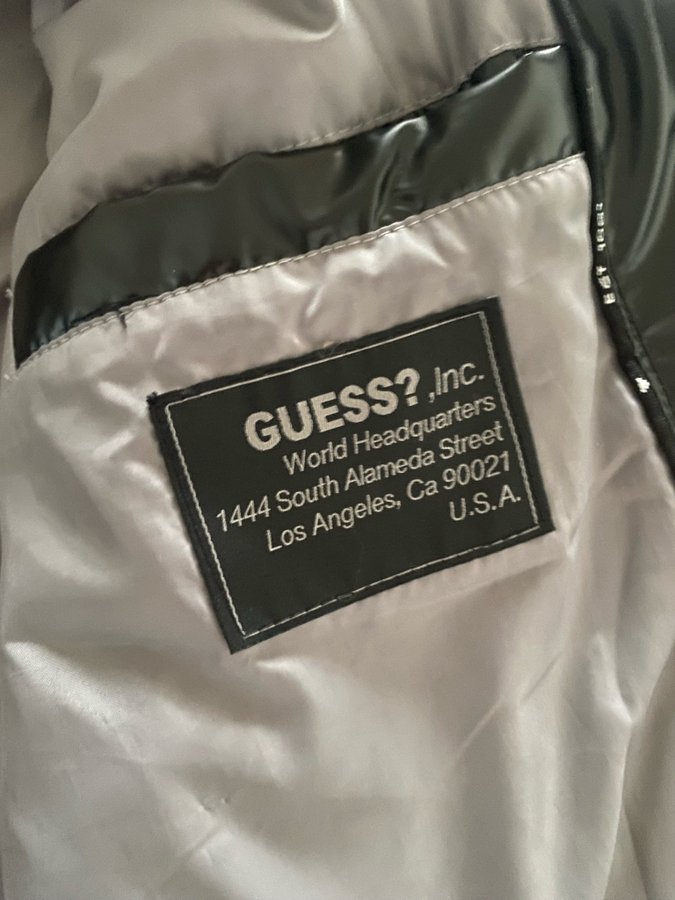 GUESS?,Inc.
World Headquarters
1444 South Alameda Street
Los Angeles, Ca 90021
U.S.A.